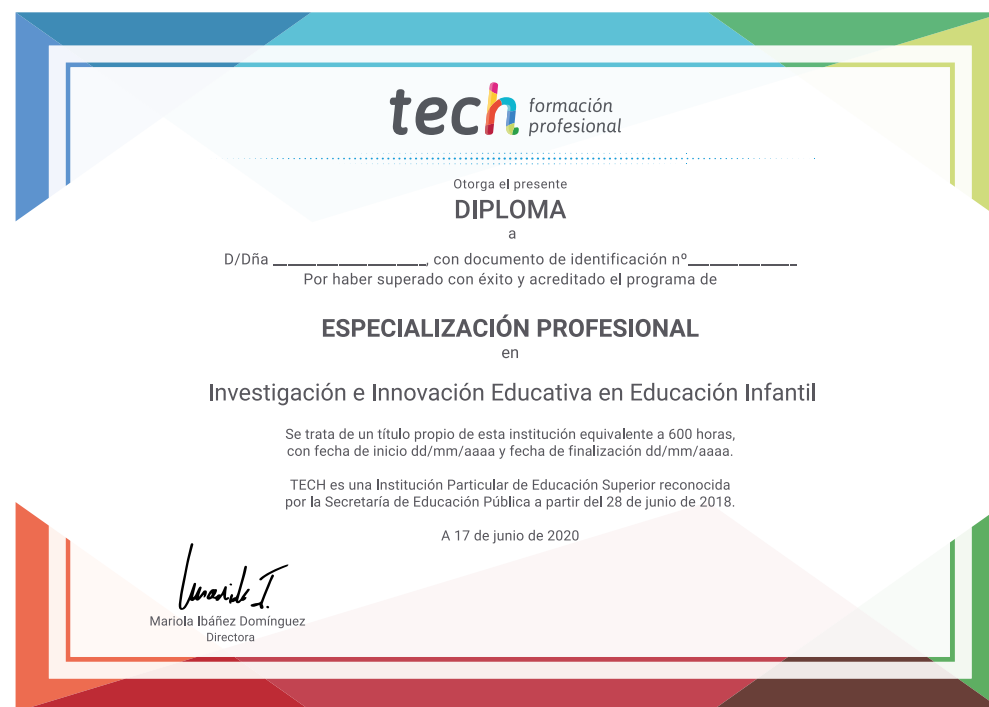 tech formación
profesional
Otorga el presente
DIPLOMA
a
D/Dña ____________________, con documento de identificación nº______________
Por haber superado con éxito y acreditado el programa de
ESPECIALIZACIÓN PROFESIONAL
en
Investigación e Innovación Educativa en Educación Infantil
Se trata de un título propio de esta institución equivalente a 600 horas,
con fecha de inicio dd/mm/aaaa y fecha de finalización dd/mm/aaaa.
TECH es una Institución Particular de Educación Superior reconocida
por la Secretaría de Educación Pública a partir del 28 de junio de 2018.
A 17 de junio de 2020
Mariola Ibáñez Domínguez
Directora